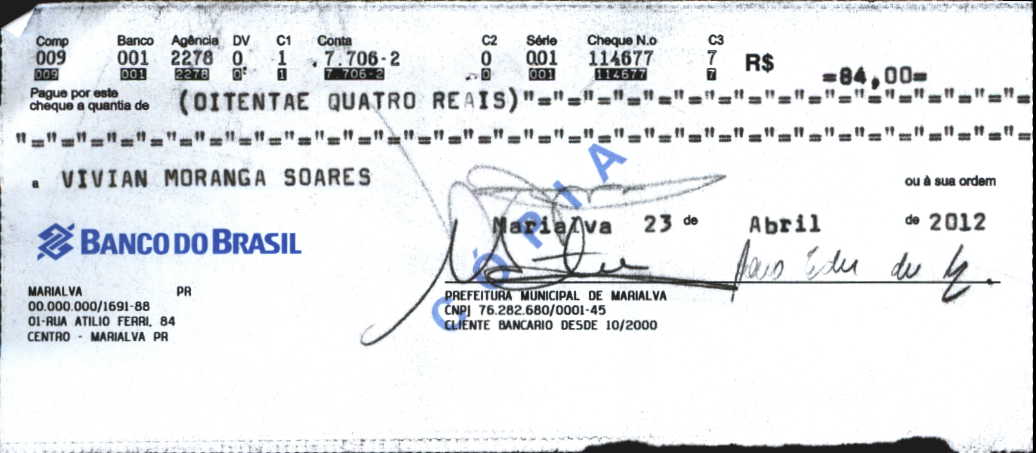 Comp Banco Agência DV C1 Conta C2 Série Cheque N.o C3
009 001 2278 0 1 7.706-2 0 001 114677 7 R$ =84,00=
009 001 2278 0 1 7.706-2 0 001 114677 7
Pague por este
cheque a quantia de (OITENTAE QUATRO REAIS)"="="="="="="="="="="="="="="="="=
"="="="="="="="="="="="="="="="="="="="="="="="="="="="="="="="="=
a VIVIAN MORANGA SOARES ou à sua ordem
CÓPIA
Marialva 23 de Abril de 2012
BANCO DO BRASIL
MARIALVA PR
00.000.000/1691-88
01-RUA ATILIO FERRI, 84
CENTRO - MARIALVA PR
PREFEITURA MUNICIPAL DE MARIALVA
CNPJ 76.282.680/0001-45
CLIENTE BANCARIO DESDE 10/2000